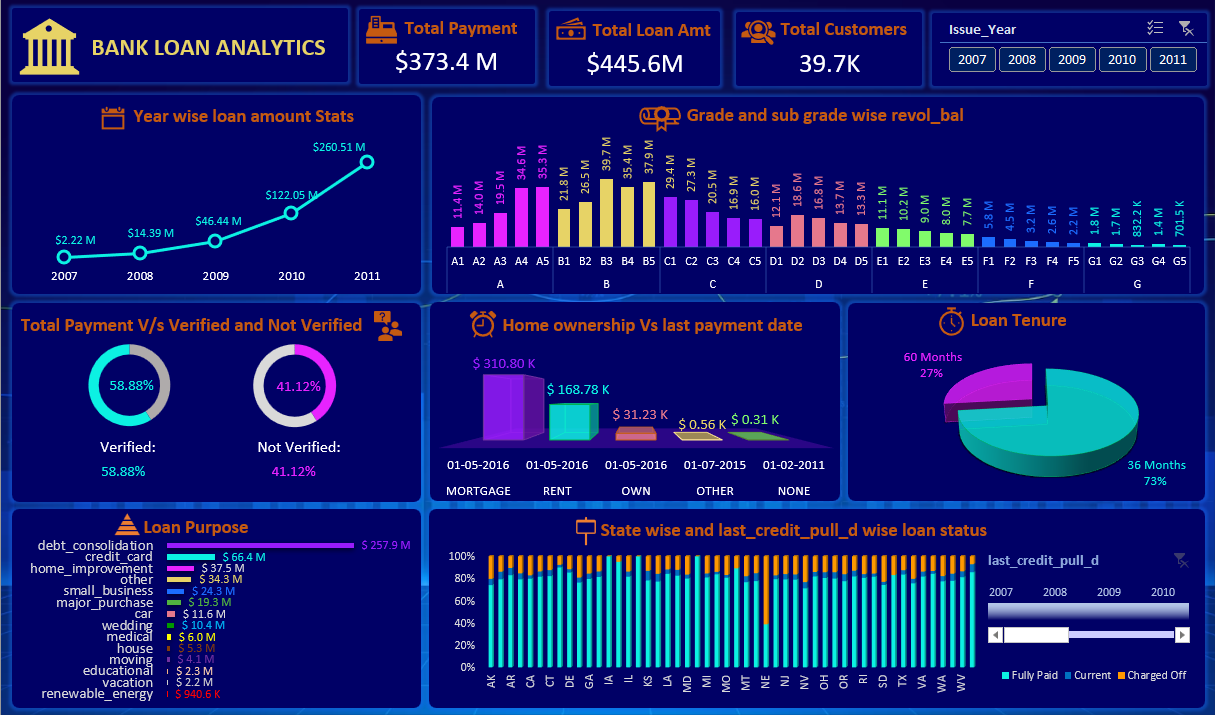 BANK LOAN ANALYTICS
Total Payment
$373.4 M
Total Loan Amt
$445.6M
Total Customers
39.7K
Issue_Year
2007 2008 2009 2010 2011
Year wise loan amount Stats
$260.51 M
$122.05 M
$46.44 M
$14.39 M
$2.22 M
2007 2008 2009 2010 2011
Grade and sub grade wise revol_bal
11.4 M 14.0 M 19.5 M 34.6 M 35.3 M 21.8 M 26.5 M 39.7 M 35.4 M 37.9 M 29.4 M 27.3 M 20.5 M 16.9 M 16.0 M 12.1 M 18.6 M 16.8 M 13.7 M 13.3 M 11.1 M 10.2 M 9.0 M 8.0 M 7.7 M 5.8 M 4.5 M 3.2 M 2.6 M 2.2 M 1.8 M 1.7 M 832.2 K 1.4 M 701.5 K
A1 A2 A3 A4 A5 B1 B2 B3 B4 B5 C1 C2 C3 C4 C5 D1 D2 D3 D4 D5 E1 E2 E3 E4 E5 F1 F2 F3 F4 F5 G1 G2 G3 G4 G5
A B C D E F G
Total Payment V/s Verified and Not Verified
58.88% 41.12%
Verified: Not Verified:
58.88% 41.12%
Home ownership Vs last payment date
$ 310.80 K
$ 168.78 K
$ 31.23 K
$ 0.56 K
$ 0.31 K
01-05-2016 01-05-2016 01-05-2016 01-07-2015 01-02-2011
MORTGAGE RENT OWN OTHER NONE
Loan Tenure
60 Months
27%
36 Months
73%
Loan Purpose
debt_consolidation $ 257.9 M
credit_card $ 66.4 M
home_improvement $ 37.5 M
other $ 34.3 M
small_business $ 24.3 M
major_purchase $ 19.3 M
car $ 11.6 M
wedding $ 10.4 M
medical $ 6.0 M
house $ 5.3 M
moving $ 4.1 M
educational $ 2.3 M
vacation $ 2.2 M
renewable_energy $ 940.6 K
State wise and last_credit_pull_d wise loan status
100%
80%
60%
40%
20%
0%
AK AR CA CT DE GA IA IL KS LA MD MI MO MT NE NJ NV OH OR RI SD TX VA WA WV
last_credit_pull_d
2007 2008 2009 2010
Fully Paid Current Charged Off